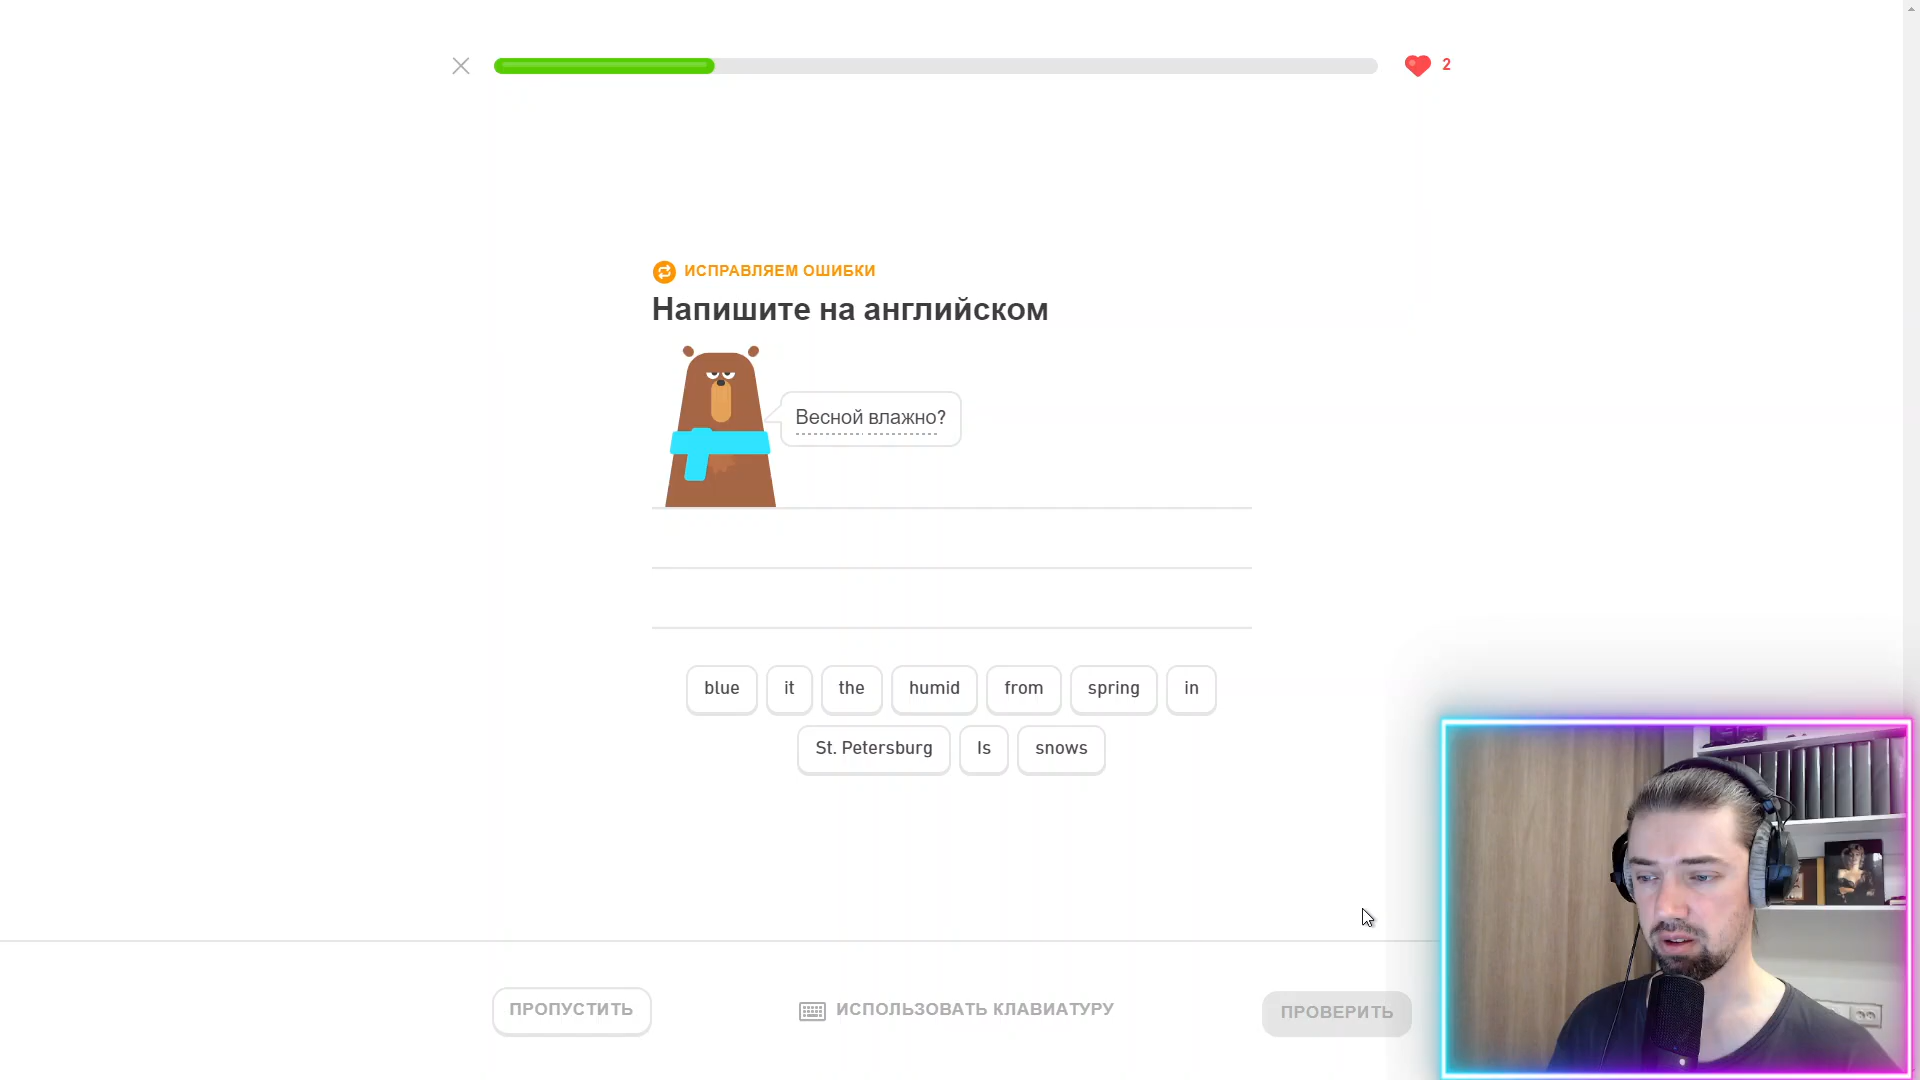 2
ИСПРАВЛЯЕМ ОШИБКИ
Напишите на английском
Весной влажно?
blue it the humid from spring in
St. Petersburg Is snows
ПРОПУСТИТЬ ИСПОЛЬЗОВАТЬ КЛАВИАТУРУ ПРОВЕРИТЬ